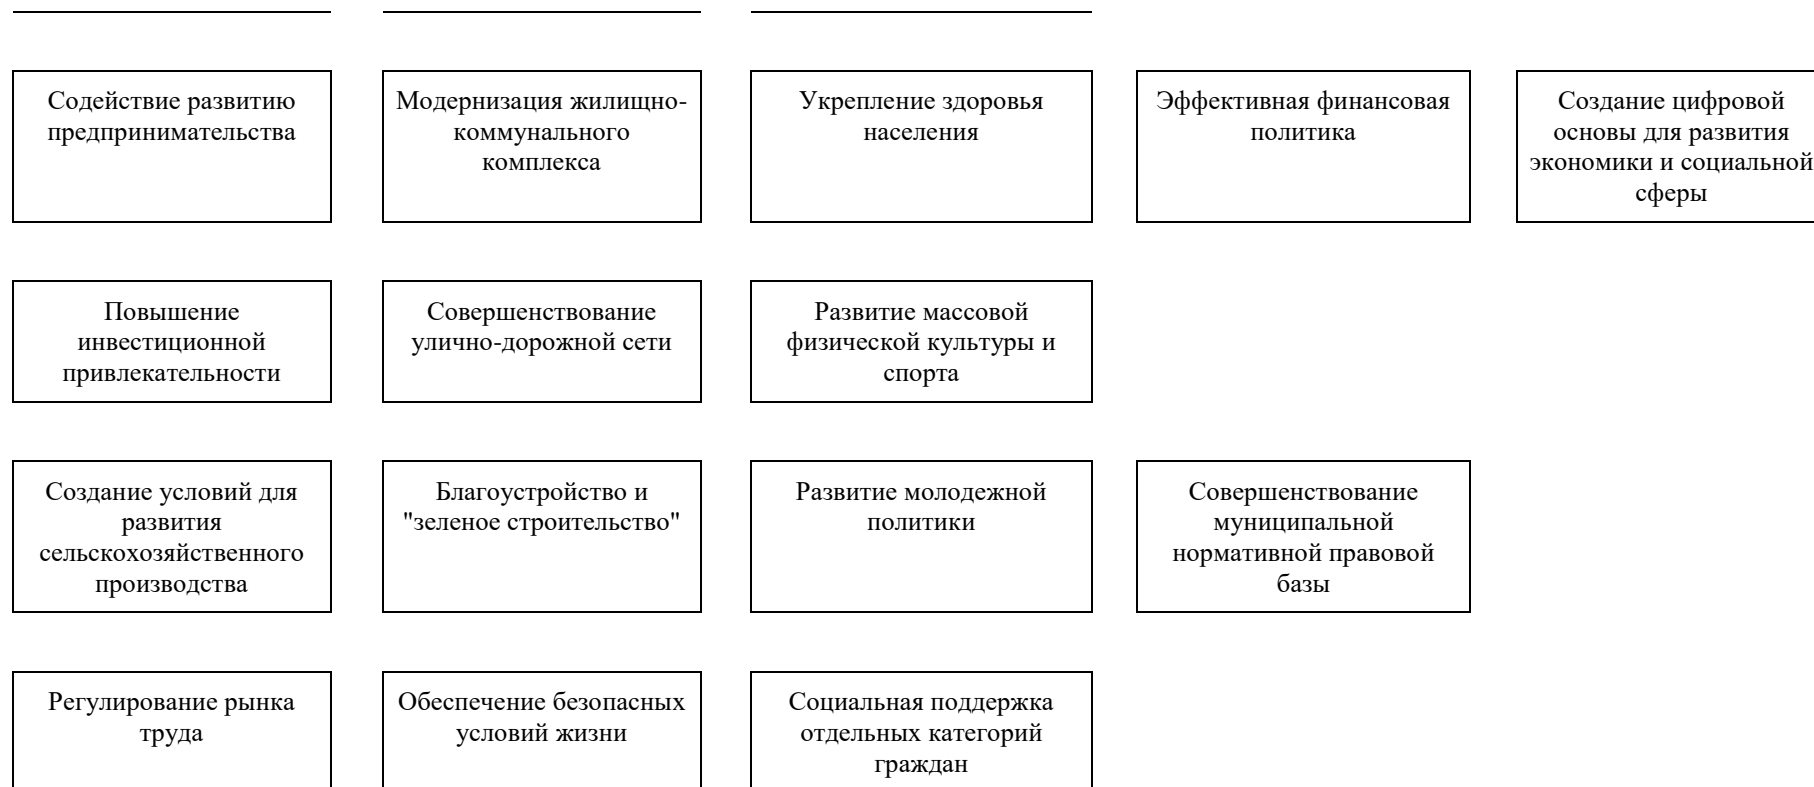 Содействие развитию
предпринимательства
Модернизация жилищно-
коммунального
комплекса
Укрепление здоровья
населения
Эффективная финансовая
политика
Создание цифровой
основы для развития
экономики и социальной
сферы
Повышение
инвестиционной
привлекательности
Совершенствование
улично-дорожной сети
Развитие массовой
физической культуры и
спорта
Создание условий для
развития
сельскохозяйственного
производства
Благоустройство и
"зеленое строительство"
Развитие молодежной
политики
Совершенствование
муниципальной
нормативной правовой
базы
Регулирование рынка
труда
Обеспечение безопасных
условий жизни
Социальная поддержка
отдельных категорий
граждан